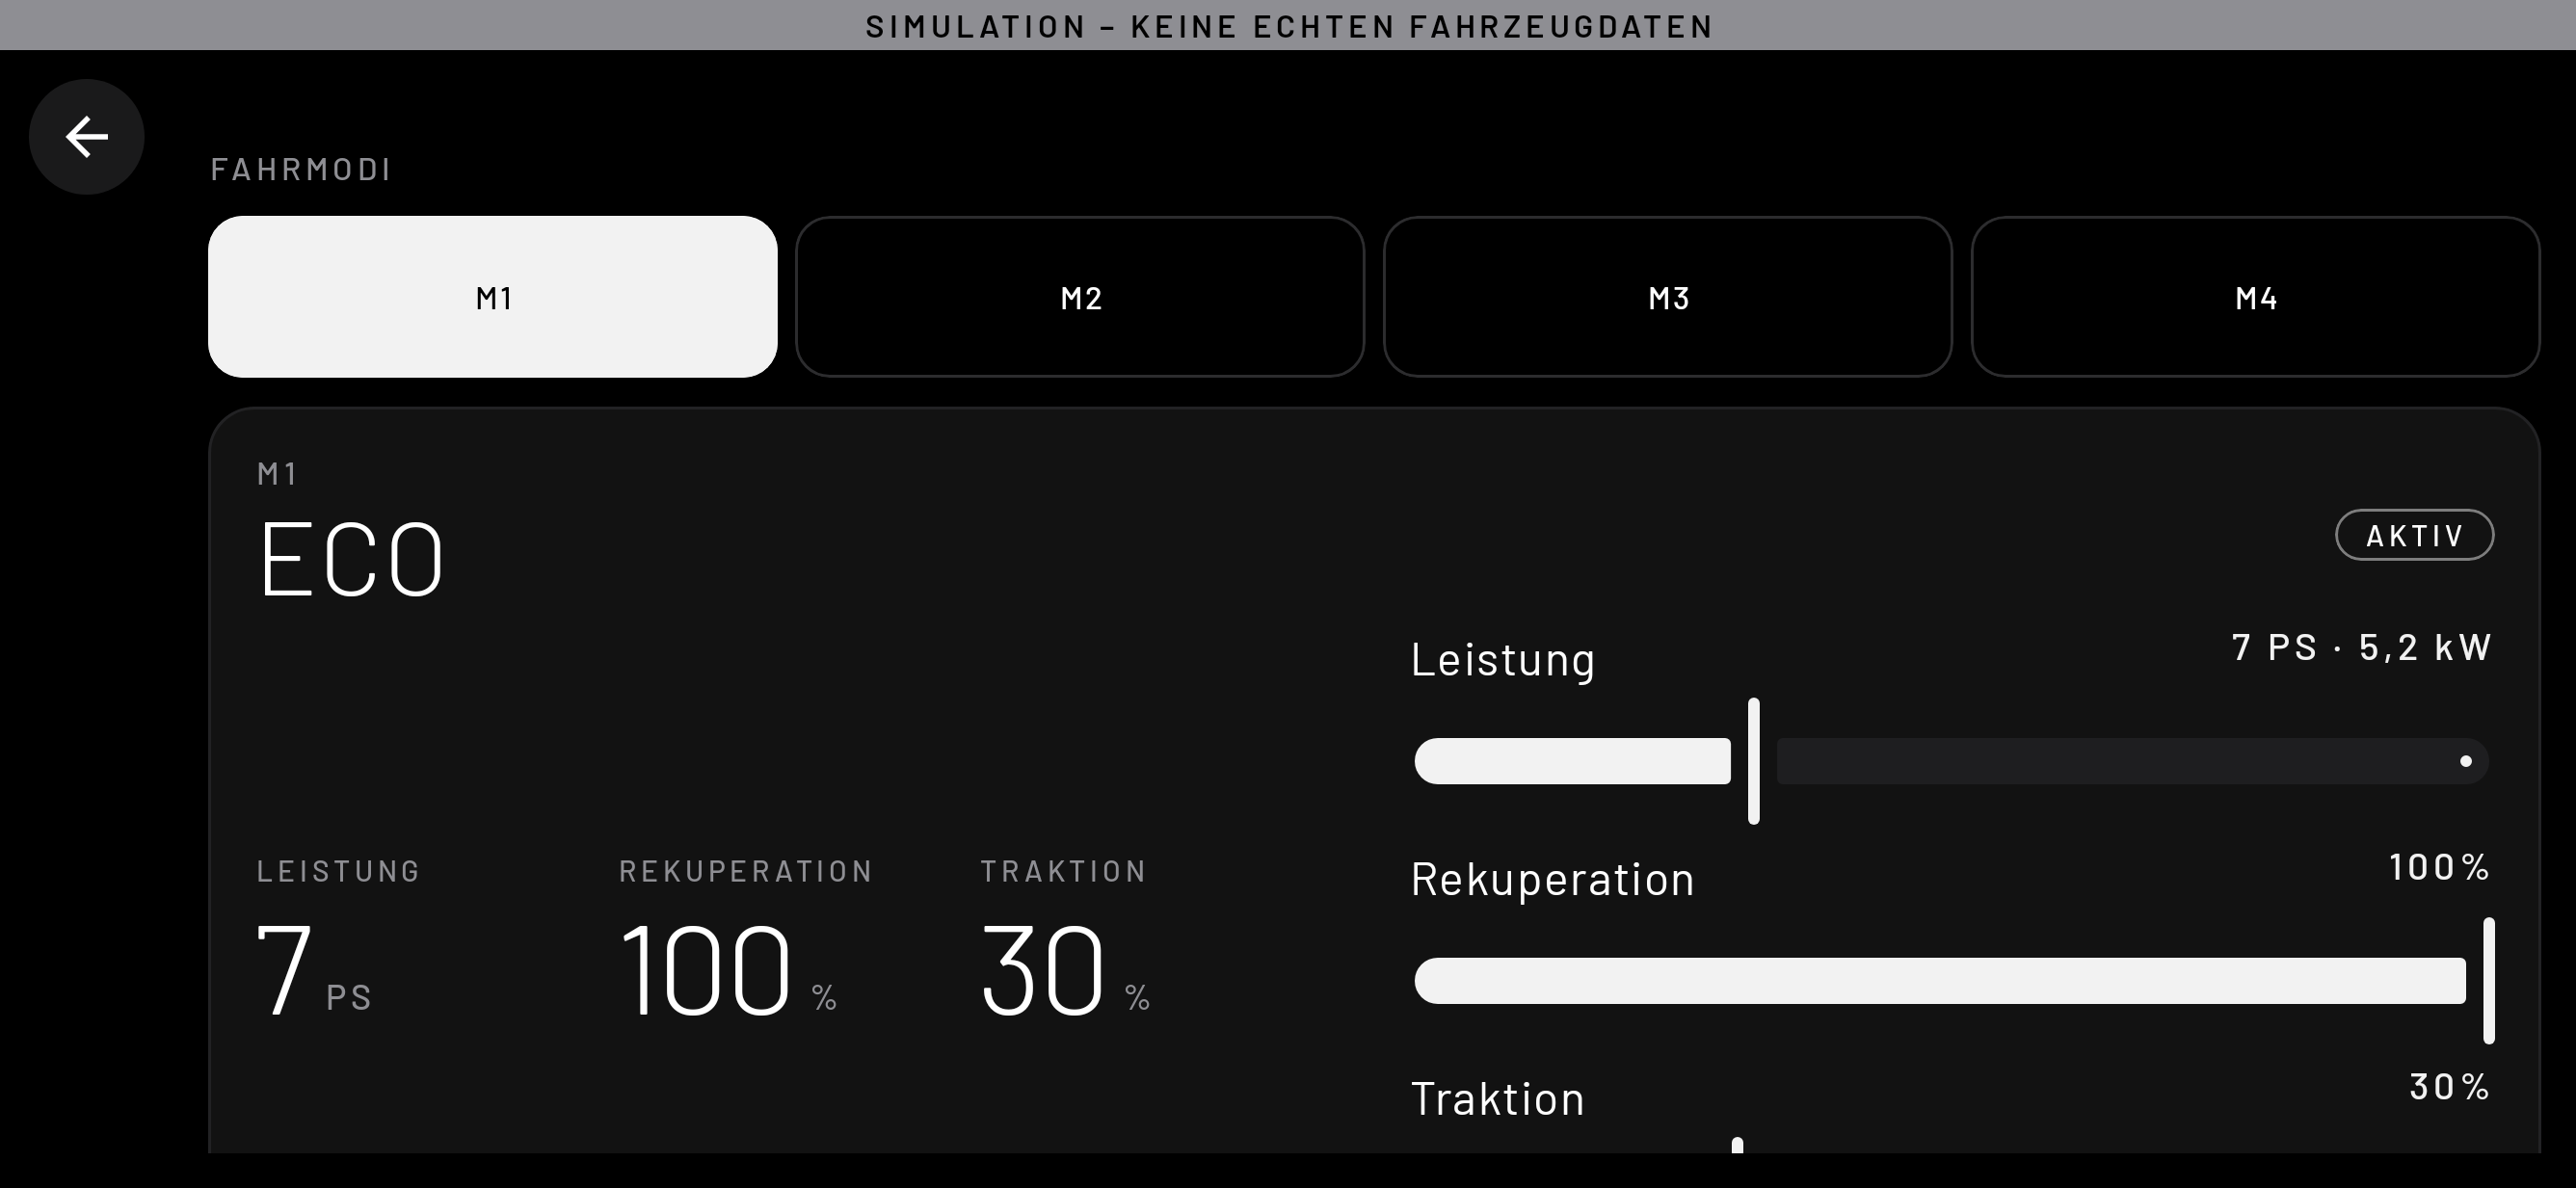 SIMULATION – KEINE ECHTEN FAHRZEUGDATEN
FAHRMODI
M1
M2
M3
M4
M1
ECO
AKTIV
Leistung
7 PS · 5,2 kW
LEISTUNG
7 PS
REKUPERATION
100 %
TRAKTION
30 %
Rekuperation
100%
Traktion
30%